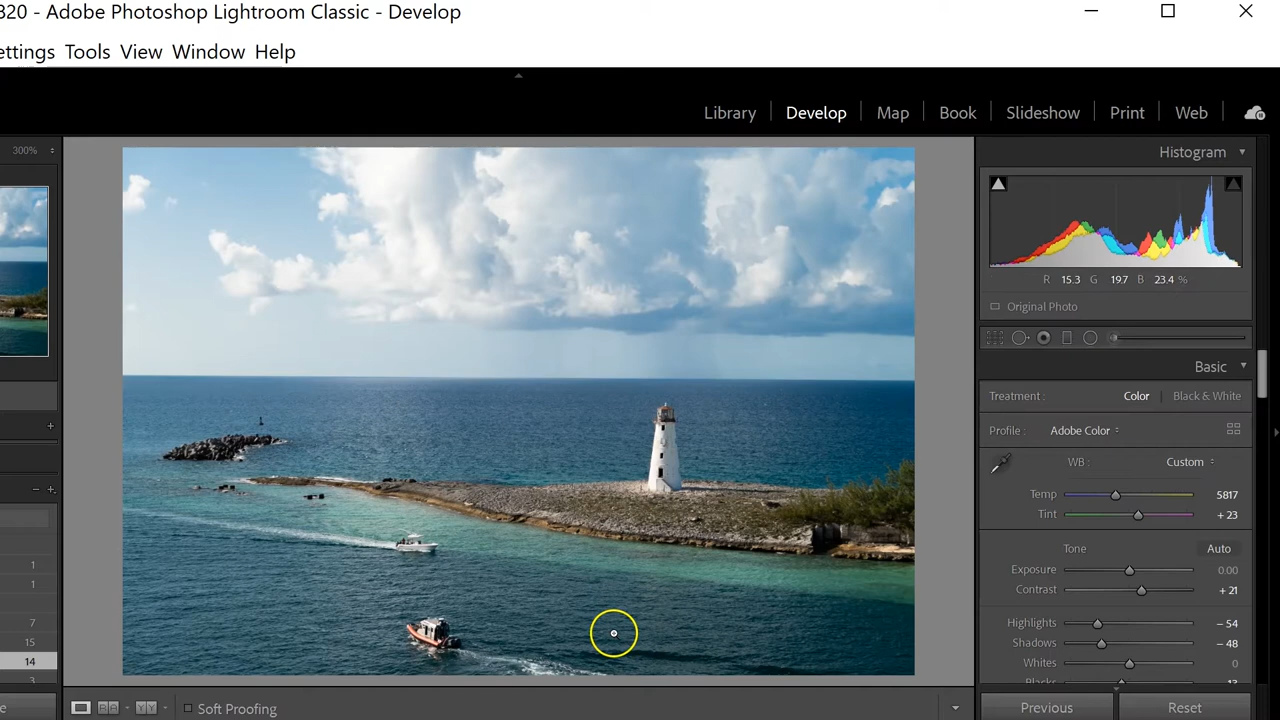 820 - Adobe Photoshop Lightroom Classic - Develop
ettings Tools View Window Help
Library Develop Map Book Slideshow Print Web
300%
Histogram
R 15.3 G 19.7 B 23.4 %
Original Photo
Basic
Treatment : Color Black & White
Profile : Adobe Color
WB : Custom
Temp 5817
Tint + 23
Tone Auto
Exposure 0.00
Contrast + 21
Highlights – 54
Shadows – 48
Whites 0
1
1
7
15
14
3
Previous Reset
Soft Proofing